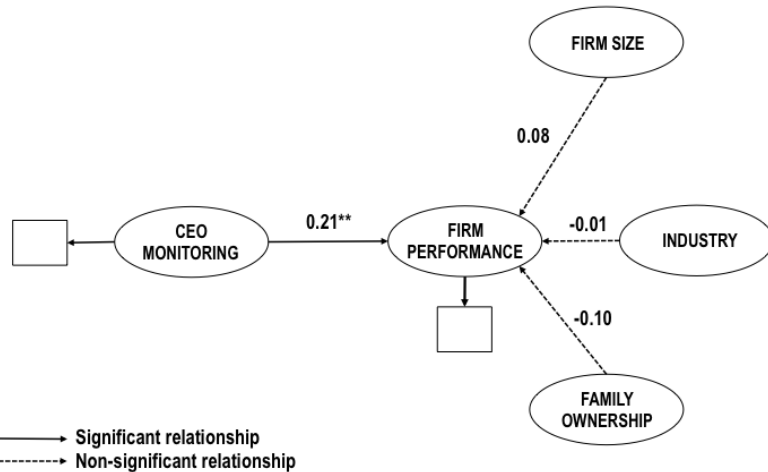 FIRM SIZE
0.08
CEO
MONITORING
0.21**
FIRM
PERFORMANCE
-0.01
INDUSTRY
-0.10
FAMILY
OWNERSHIP
Significant relationship
Non-significant relationship